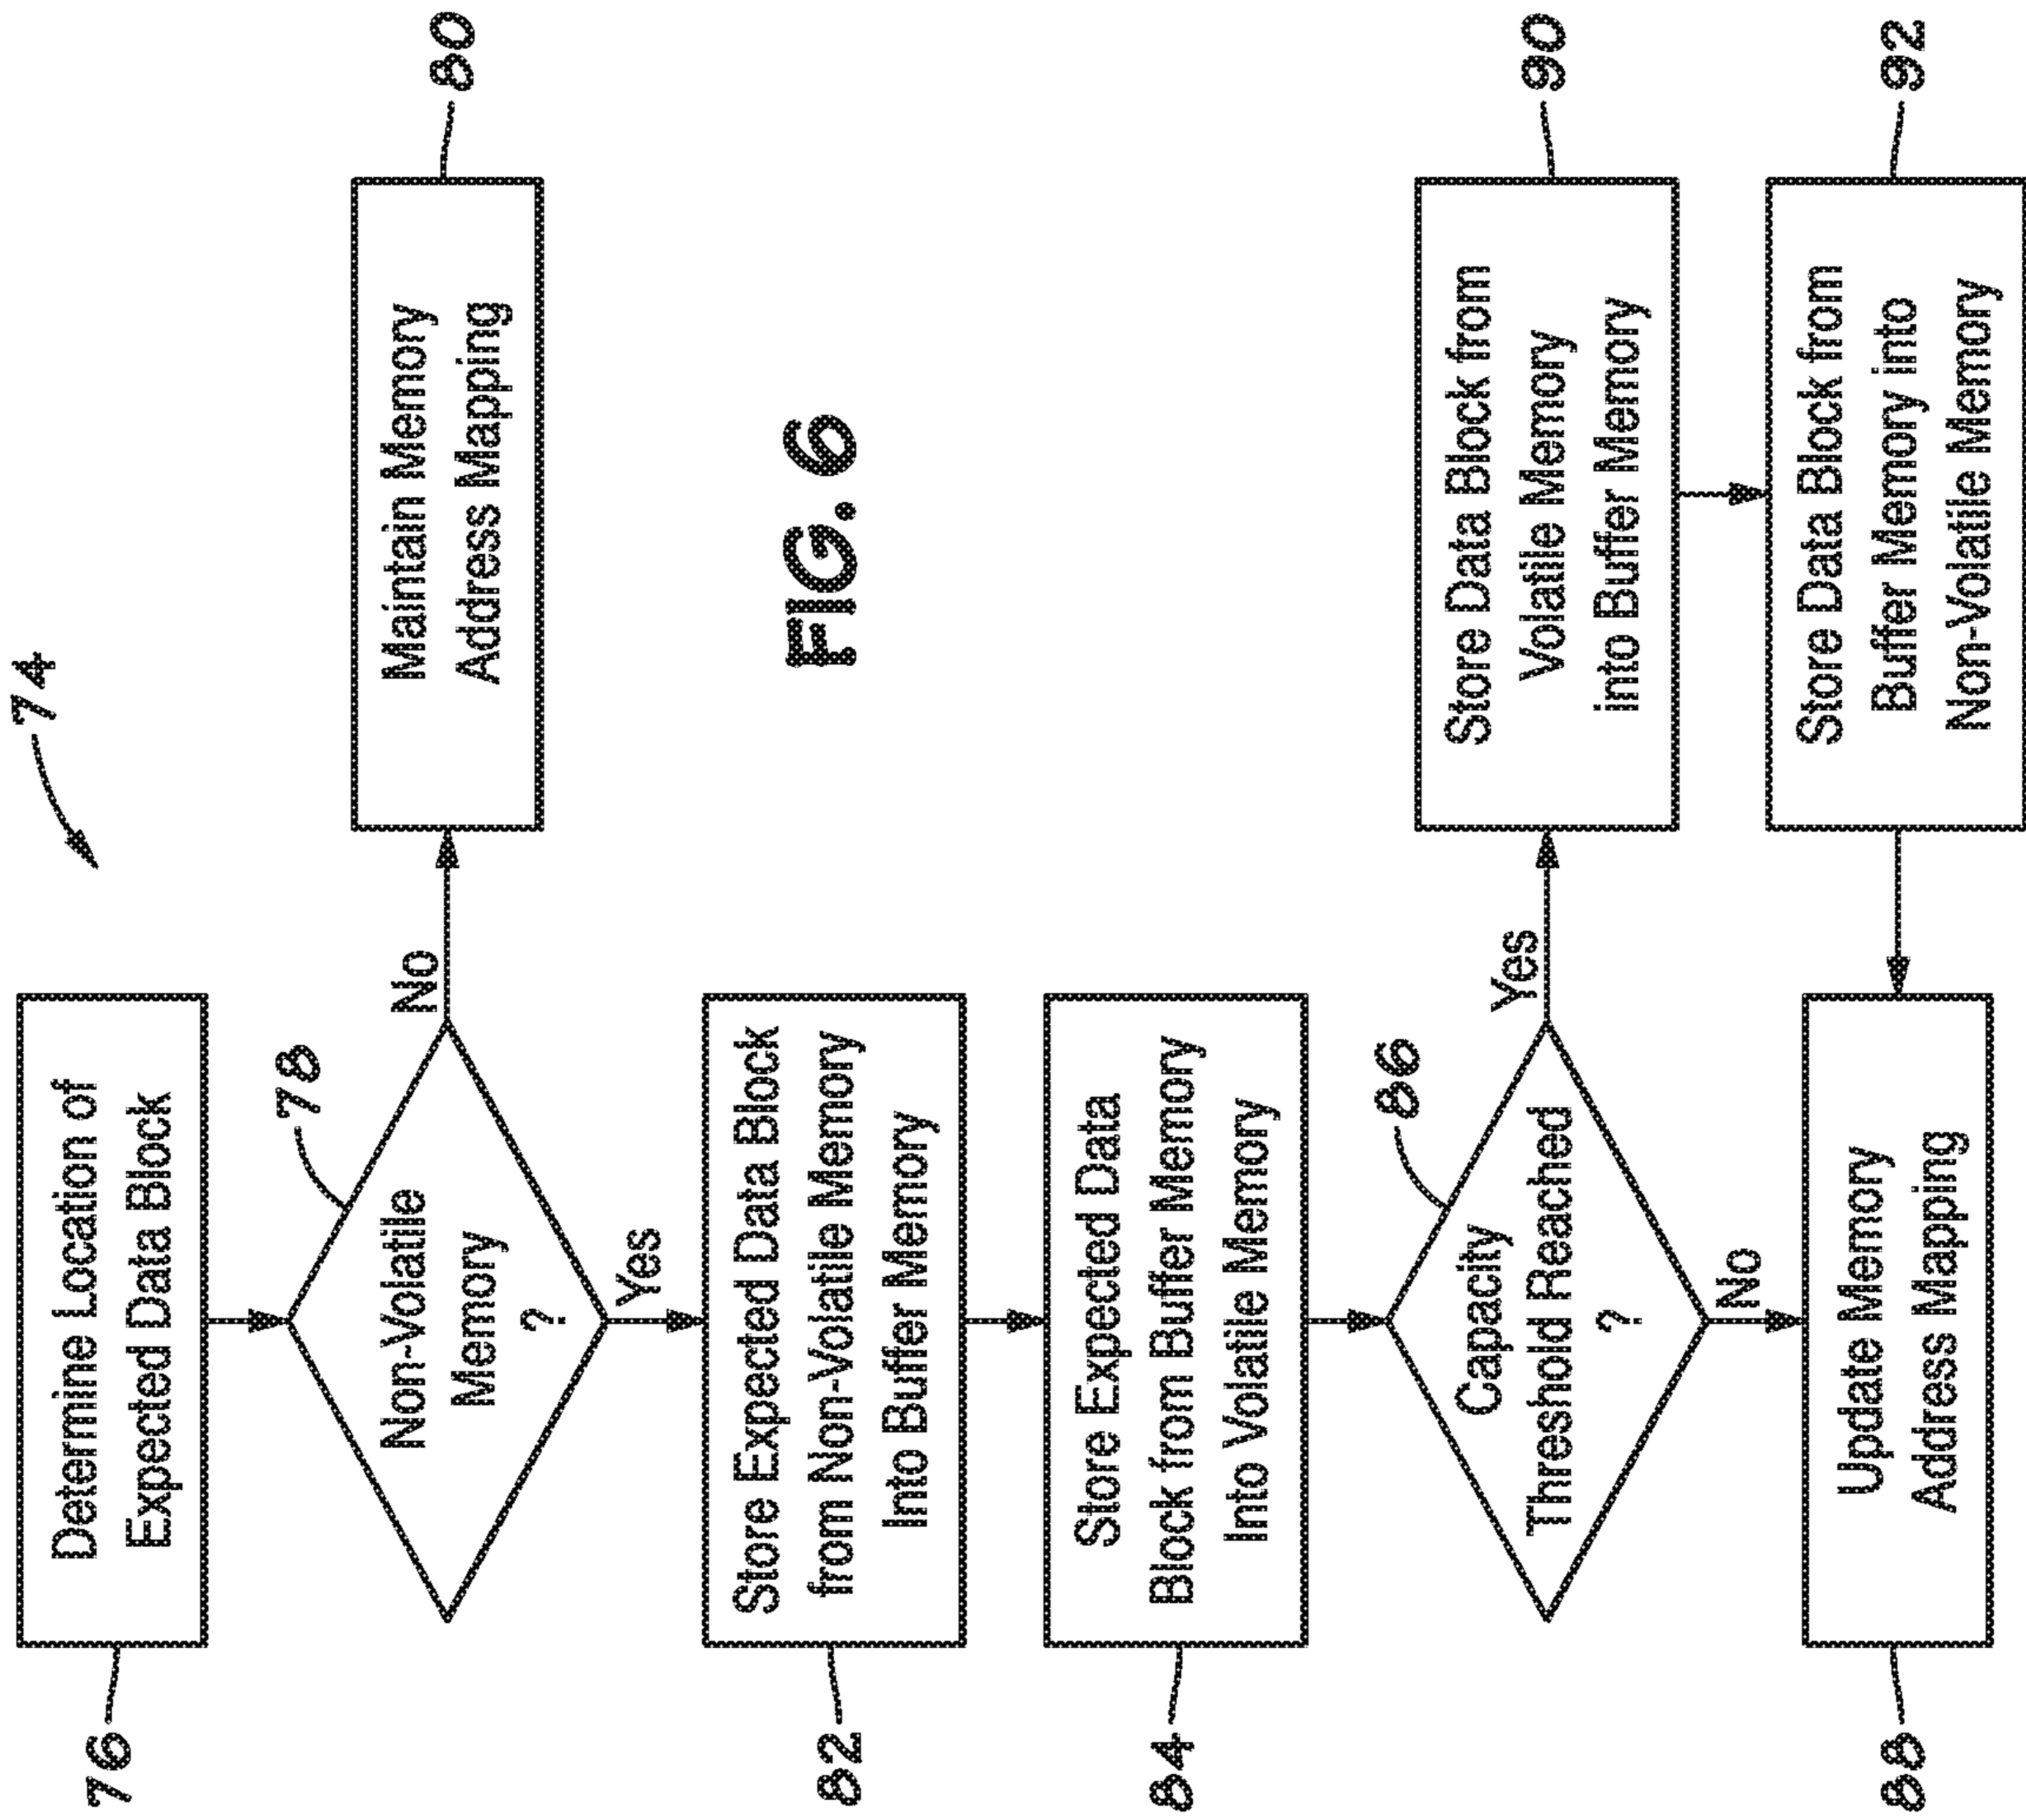 74
76
Determine Location of
Expected Data Block
78
Non-Volatile
Memory
?
No
Maintain Memory
Address Mapping
80
Yes
82
Store Expected Data Block
from Non-Volatile Memory
Into Buffer Memory
FIG. 6
84
Store Expected Data
Block from Buffer Memory
Into Volatile Memory
86
Capacity
Threshold Reached
?
Yes
Store Data Block from
Volatile Memory
into Buffer Memory
90
No
88
Update Memory
Address Mapping
Store Data Block from
Buffer Memory into
Non-Volatile Memory
92